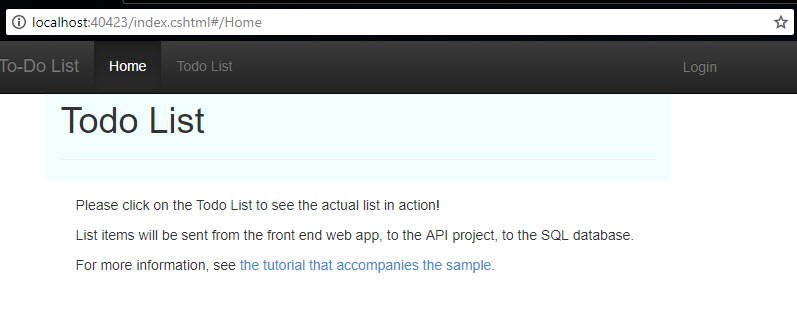 localhost:40423/index.cshtml#/Home
To-Do List Home Todo List Login
Todo List
Please click on the Todo List to see the actual list in action!
List items will be sent from the front end web app, to the API project, to the SQL database.
For more information, see the tutorial that accompanies the sample.